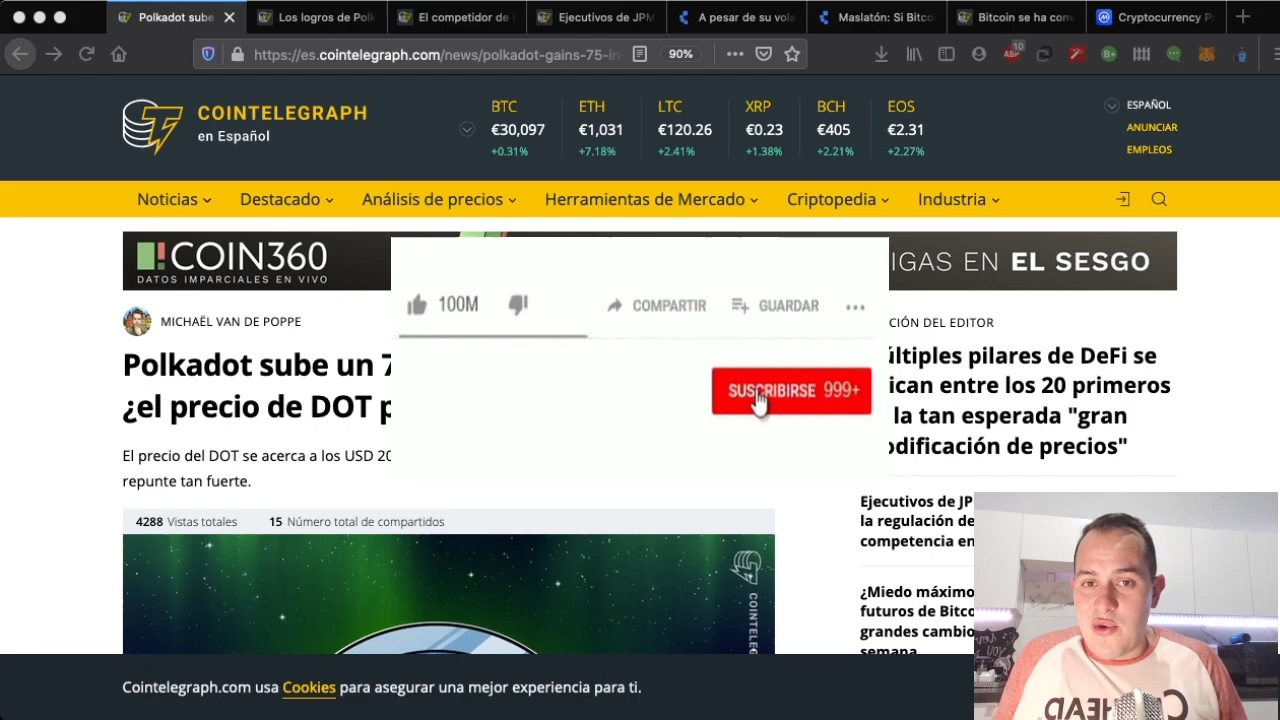 Polkadot sube
Los logros de Polk
El competidor de
Ejecutivos de JPM
A pesar de su vola
Maslatón: Si Bitco
Bitcoin se ha conv
Cryptocurrency Pr
https://es.cointelegraph.com/news/polkadot-gains-75-in
90%
ABP
10
B+
COINTELEGRAPH
en Español
BTC ETH LTC XRP BCH EOS
€30,097 €1,031 €120.26 €0.23 €405 €2.31
+0.31% +7.18% +2.41% +1.38% +2.21% +2.27%
ESPAÑOL
ANUNCIAR
EMPLEOS
Noticias Destacado Análisis de precios Herramientas de Mercado Criptopedia Industria
COIN360
DATOS IMPARCIALES EN VIVO
IGAS EN EL SESGO
100M COMPARTIR GUARDAR
SUSCRIBIRSE 999+
MICHAËL VAN DE POPPE
Polkadot sube un 7
¿el precio de DOT p
El precio del DOT se acerca a los USD 20
repunte tan fuerte.
4288 Vistas totales 15 Número total de compartidos
COINTELEG
CIÓN DEL EDITOR
últiples pilares de DeFi se
ican entre los 20 primeros
la tan esperada "gran
odificación de precios"
Ejecutivos de JP
la regulación de
competencia en
¿Miedo máximo
futuros de Bitco
grandes cambio
semana
Cointelegraph.com usa Cookies para asegurar una mejor experiencia para ti.